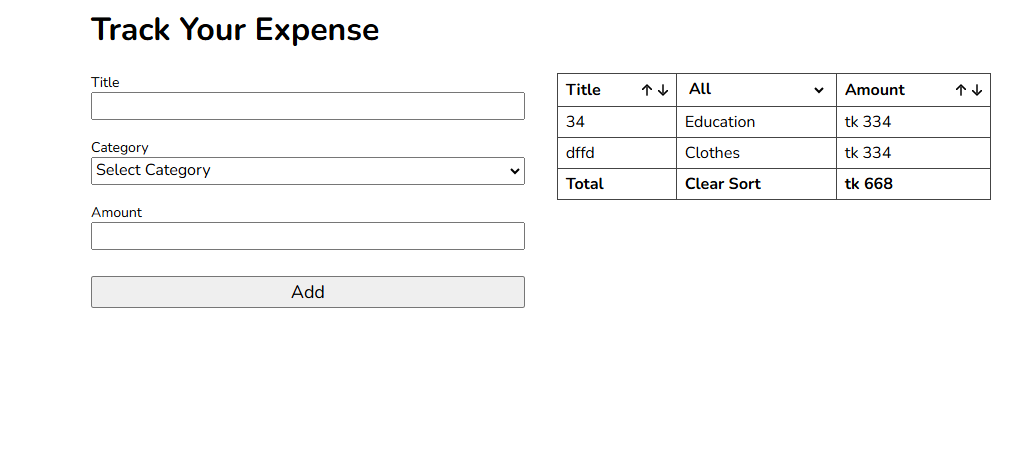 Track Your Expense
Title
Category
Select Category
Amount
Add
Title All Amount
34 Education tk 334
dffd Clothes tk 334
Total Clear Sort tk 668